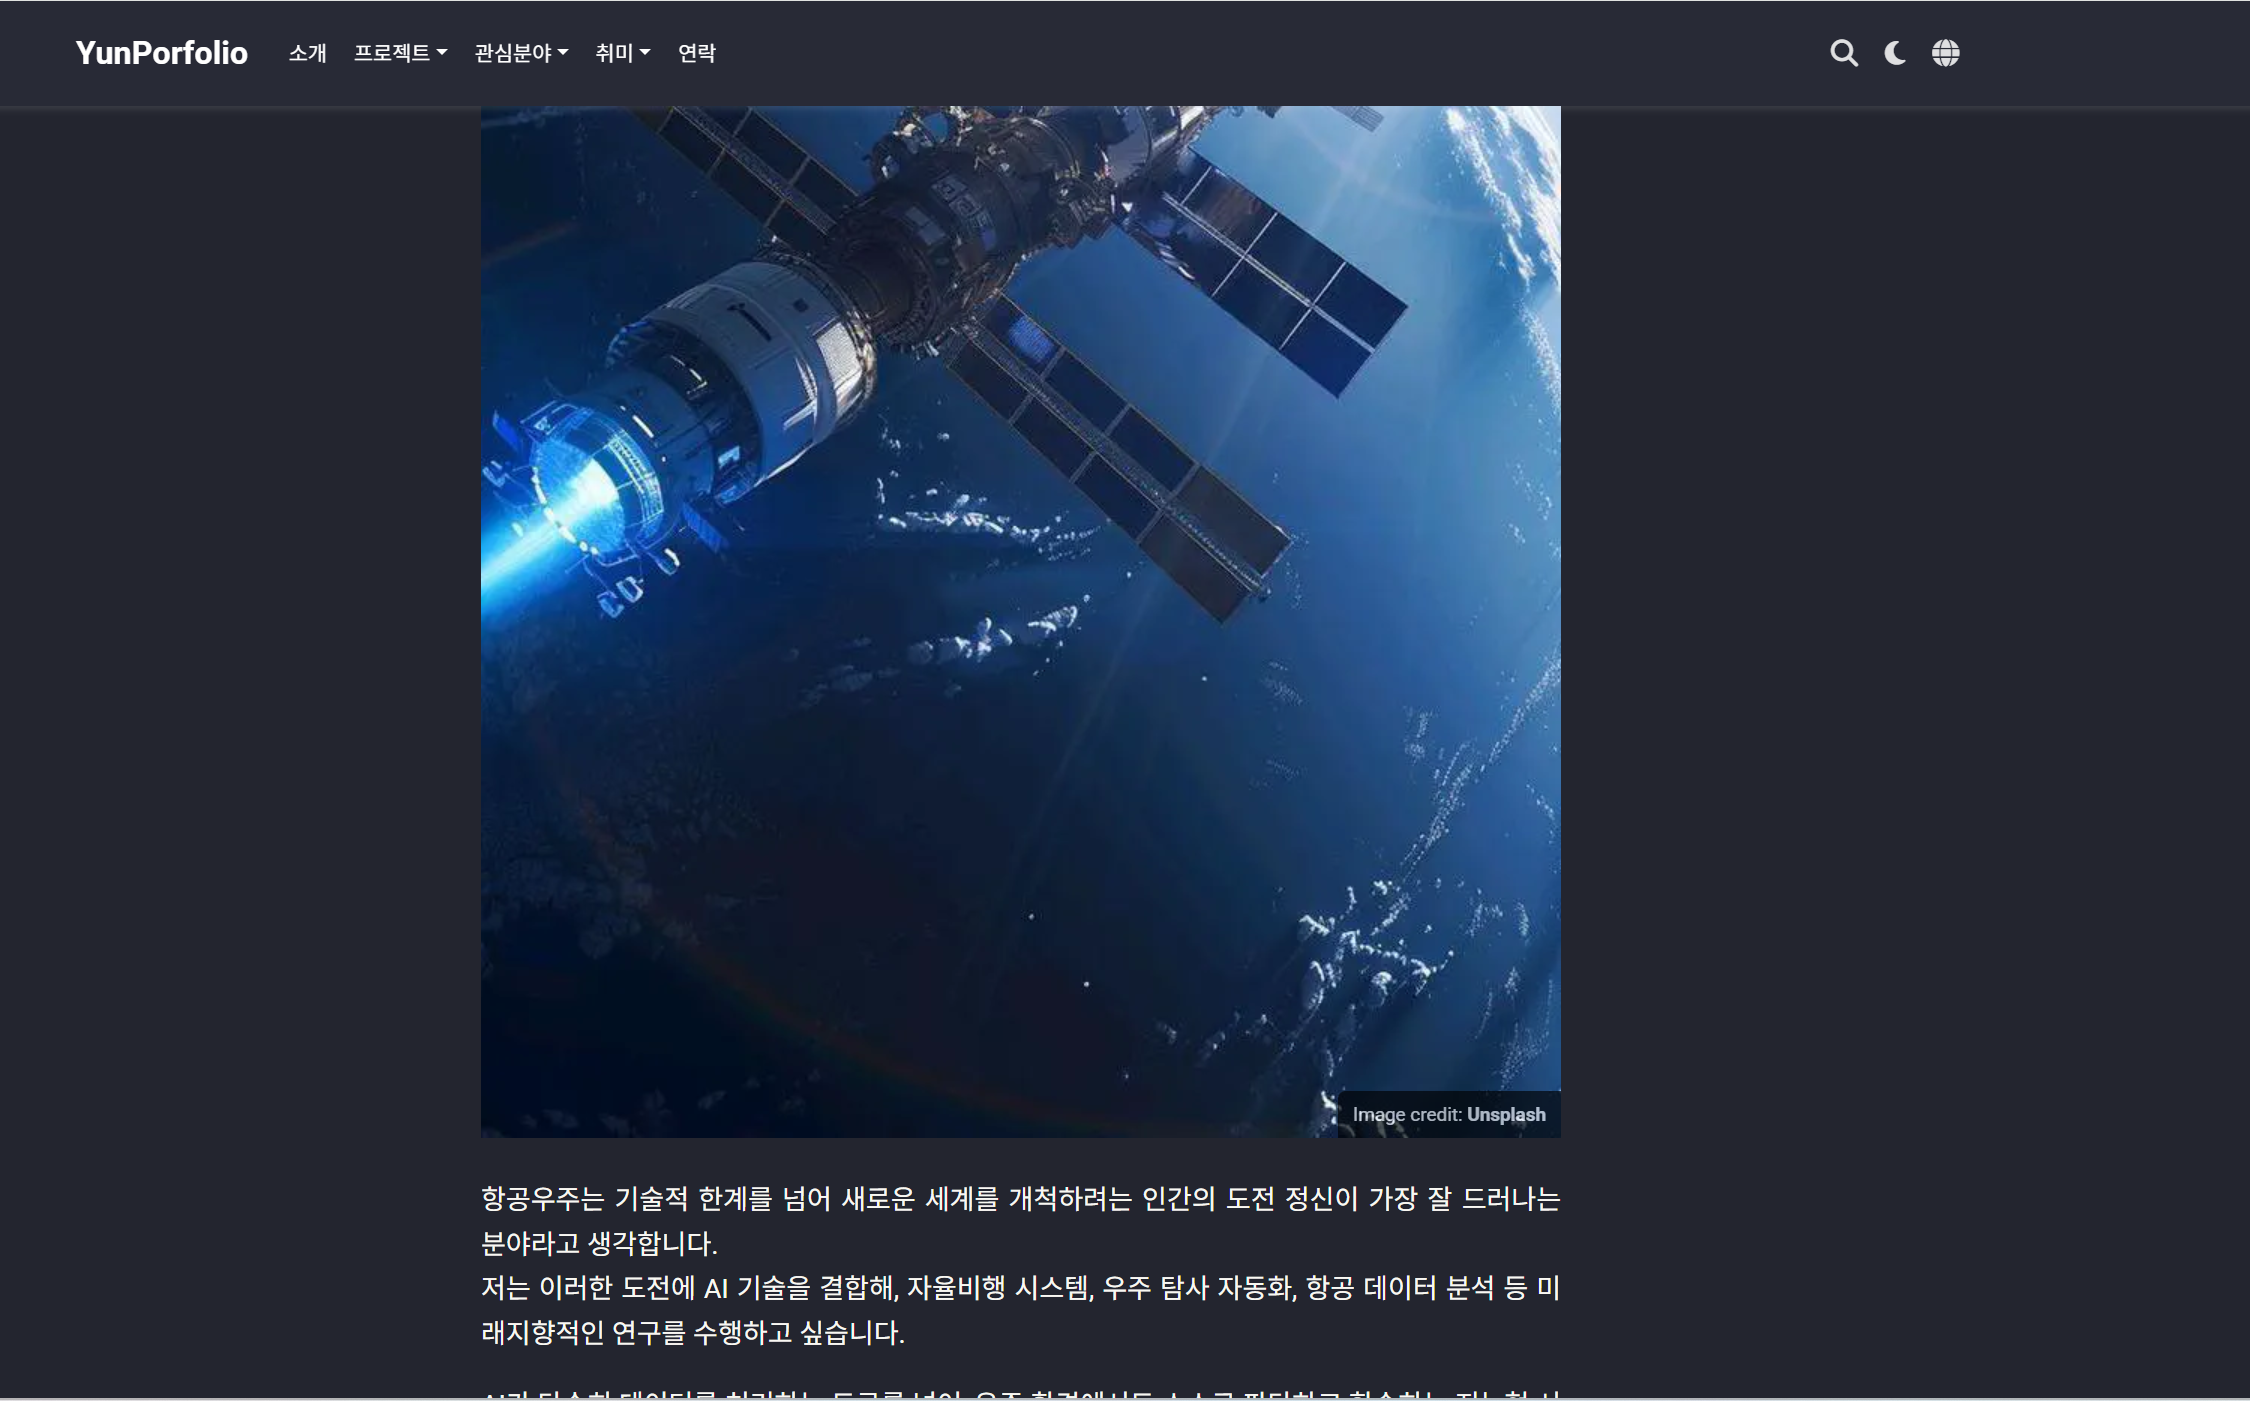 YunPorfolio 소개 프로젝트 관심분야 취미 연락
Image credit: Unsplash
항공우주는 기술적 한계를 넘어 새로운 세계를 개척하려는 인간의 도전 정신이 가장 잘 드러나는
분야라고 생각합니다.
저는 이러한 도전에 AI 기술을 결합해, 자율비행 시스템, 우주 탐사 자동화, 항공 데이터 분석 등 미
래지향적인 연구를 수행하고 싶습니다.